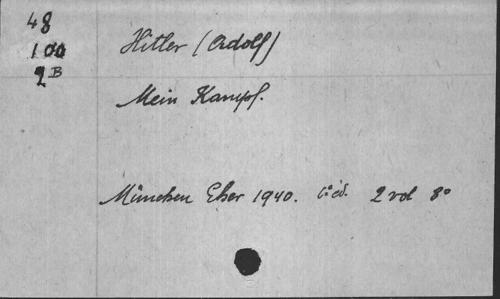 48
100
2B
Hitler (Adolf)
Mein Kampf.
München Eher 1940. éd. 2 vol 8°